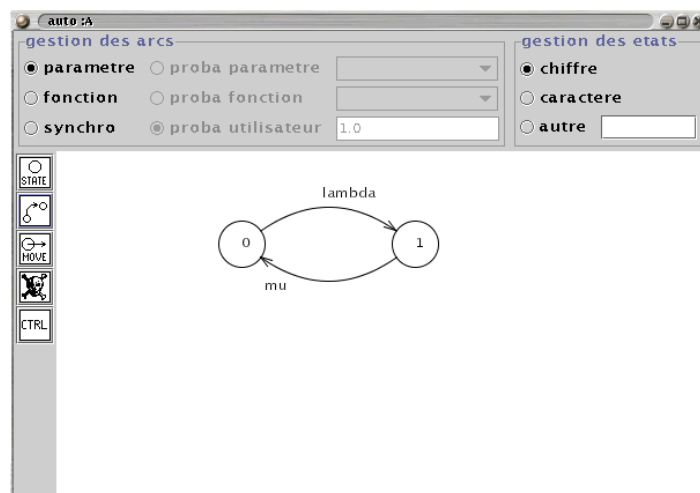 auto :A
gestion des arcs
gestion des etats
parametre proba parametre
chiffre
fonction proba fonction
caractere
synchro proba utilisateur 1.0
autre
STATE
MOVE
CTRL
lambda
0 1
mu